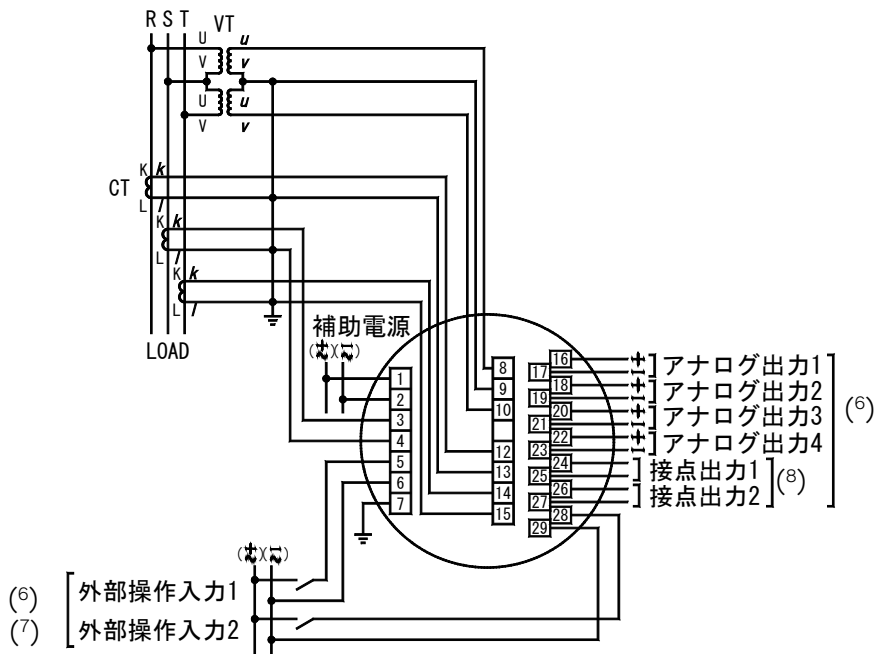 R S T VT
U u
V v
U u
V v
CT
K k
L l
K k
L l
K k
L l
LOAD
補助電源
(+)(-)
1
2
3
4
5
6
7
8
9
10
12
13
14
15
16
17
18
19
20
21
22
23
24
25
26
27
28
29
+
- アナログ出力1
+
- アナログ出力2
+
- アナログ出力3
+
- アナログ出力4
(6)
接点出力1
接点出力2
(8)
(+)(-)
(6) 外部操作入力1
(7) 外部操作入力2